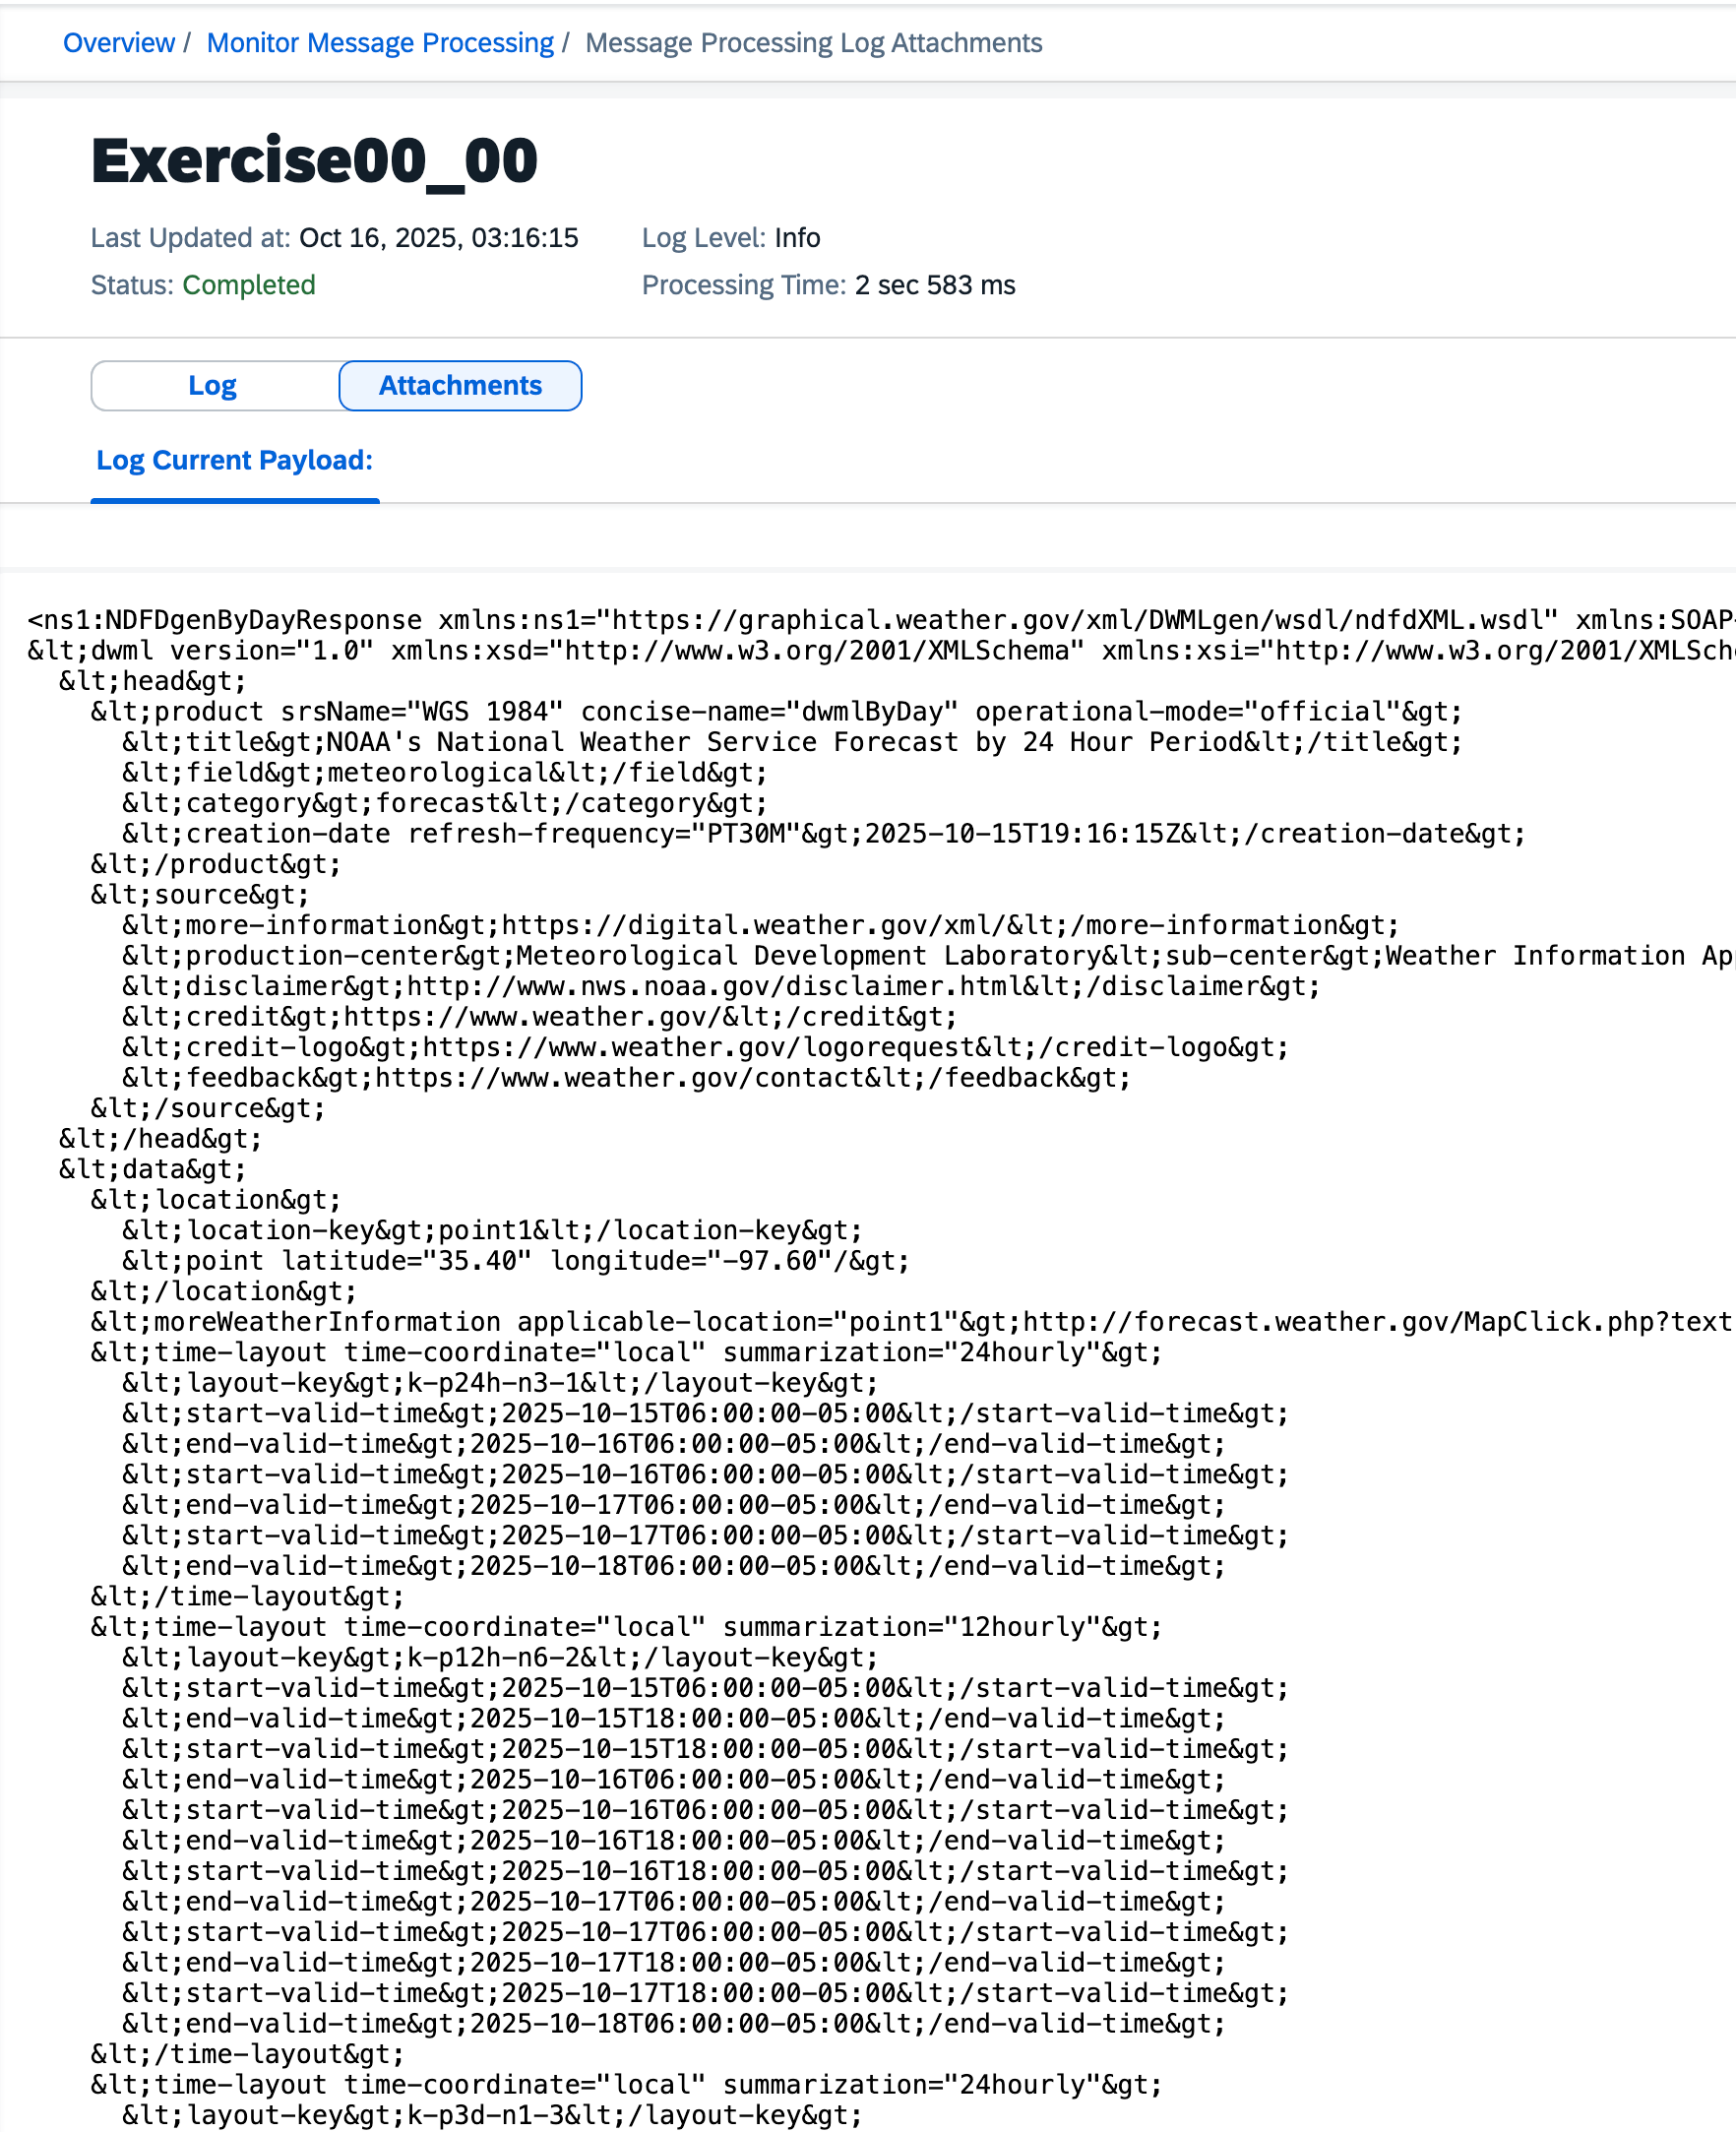 Overview / Monitor Message Processing / Message Processing Log Attachments
Exercise00_00
Last Updated at: Oct 16, 2025, 03:16:15 Log Level: Info
Status: Completed Processing Time: 2 sec 583 ms
Log Attachments
Log Current Payload:
<ns1:NDFDgenByDayResponse xmlns:ns1="https://graphical.weather.gov/xml/DWMLgen/wsdl/ndfdXML.wsdl" xmlns:SOAP-
&lt;dwml version="1.0" xmlns:xsd="http://www.w3.org/2001/XMLSchema" xmlns:xsi="http://www.w3.org/2001/XMLSche
&lt;head&gt;
&lt;product srsName="WGS 1984" concise-name="dwmlByDay" operational-mode="official"&gt;
&lt;title&gt;NOAA's National Weather Service Forecast by 24 Hour Period&lt;/title&gt;
&lt;field&gt;meteorological&lt;/field&gt;
&lt;category&gt;forecast&lt;/category&gt;
&lt;creation-date refresh-frequency="PT30M"&gt;2025-10-15T19:16:15Z&lt;/creation-date&gt;
&lt;/product&gt;
&lt;source&gt;
&lt;more-information&gt;https://digital.weather.gov/xml/&lt;/more-information&gt;
&lt;production-center&gt;Meteorological Development Laboratory&lt;sub-center&gt;Weather Information Ap
&lt;disclaimer&gt;http://www.nws.noaa.gov/disclaimer.html&lt;/disclaimer&gt;
&lt;credit&gt;https://www.weather.gov/&lt;/credit&gt;
&lt;credit-logo&gt;https://www.weather.gov/logorequest&lt;/credit-logo&gt;
&lt;feedback&gt;https://www.weather.gov/contact&lt;/feedback&gt;
&lt;/source&gt;
&lt;/head&gt;
&lt;data&gt;
&lt;location&gt;
&lt;location-key&gt;point1&lt;/location-key&gt;
&lt;point latitude="35.40" longitude="-97.60"/&gt;
&lt;/location&gt;
&lt;moreWeatherInformation applicable-location="point1"&gt;http://forecast.weather.gov/MapClick.php?text
&lt;time-layout time-coordinate="local" summarization="24hourly"&gt;
&lt;layout-key&gt;k-p24h-n3-1&lt;/layout-key&gt;
&lt;start-valid-time&gt;2025-10-15T06:00:00-05:00&lt;/start-valid-time&gt;
&lt;end-valid-time&gt;2025-10-16T06:00:00-05:00&lt;/end-valid-time&gt;
&lt;start-valid-time&gt;2025-10-16T06:00:00-05:00&lt;/start-valid-time&gt;
&lt;end-valid-time&gt;2025-10-17T06:00:00-05:00&lt;/end-valid-time&gt;
&lt;start-valid-time&gt;2025-10-17T06:00:00-05:00&lt;/start-valid-time&gt;
&lt;end-valid-time&gt;2025-10-18T06:00:00-05:00&lt;/end-valid-time&gt;
&lt;/time-layout&gt;
&lt;time-layout time-coordinate="local" summarization="12hourly"&gt;
&lt;layout-key&gt;k-p12h-n6-2&lt;/layout-key&gt;
&lt;start-valid-time&gt;2025-10-15T06:00:00-05:00&lt;/start-valid-time&gt;
&lt;end-valid-time&gt;2025-10-15T18:00:00-05:00&lt;/end-valid-time&gt;
&lt;start-valid-time&gt;2025-10-15T18:00:00-05:00&lt;/start-valid-time&gt;
&lt;end-valid-time&gt;2025-10-16T06:00:00-05:00&lt;/end-valid-time&gt;
&lt;start-valid-time&gt;2025-10-16T06:00:00-05:00&lt;/start-valid-time&gt;
&lt;end-valid-time&gt;2025-10-16T18:00:00-05:00&lt;/end-valid-time&gt;
&lt;start-valid-time&gt;2025-10-16T18:00:00-05:00&lt;/start-valid-time&gt;
&lt;end-valid-time&gt;2025-10-17T06:00:00-05:00&lt;/end-valid-time&gt;
&lt;start-valid-time&gt;2025-10-17T06:00:00-05:00&lt;/start-valid-time&gt;
&lt;end-valid-time&gt;2025-10-17T18:00:00-05:00&lt;/end-valid-time&gt;
&lt;start-valid-time&gt;2025-10-17T18:00:00-05:00&lt;/start-valid-time&gt;
&lt;end-valid-time&gt;2025-10-18T06:00:00-05:00&lt;/end-valid-time&gt;
&lt;/time-layout&gt;
&lt;time-layout time-coordinate="local" summarization="24hourly"&gt;
&lt;layout-key&gt;k-p3d-n1-3&lt;/layout-key&gt;